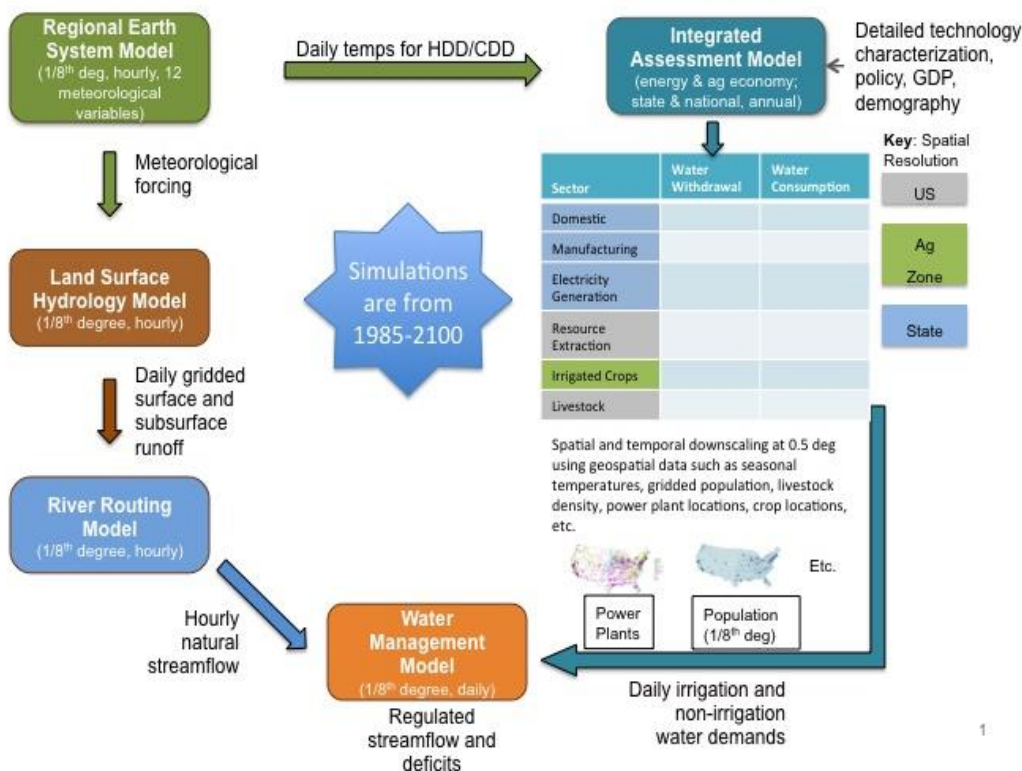 Regional Earth
System Model
(1/8th deg, hourly, 12
meteorological
variables)
Daily temps for HDD/CDD
Integrated
Assessment Model
(energy & ag economy;
state & national, annual)
Detailed technology
characterization,
policy, GDP,
demography
Meteorological
forcing
Key: Spatial
Resolution
US
Ag
Zone
State
Sector
Water
Withdrawal
Water
Consumption
Domestic
Manufacturing
Electricity
Generation
Resource
Extraction
Irrigated Crops
Livestock
Land Surface
Hydrology Model
(1/8th degree, hourly)
Simulations
are from
1985-2100
Daily gridded
surface and
subsurface
runoff
Spatial and temporal downscaling at 0.5 deg
using geospatial data such as seasonal
temperatures, gridded population, livestock
density, power plant locations, crop locations,
etc.
River Routing
Model
(1/8th degree, hourly)
Etc.
Power
Plants
Population
(1/8th deg)
Hourly
natural
streamflow
Water
Management
Model
(1/8th degree, daily)
Regulated
streamflow and
deficits
Daily irrigation and
non-irrigation
water demands
1